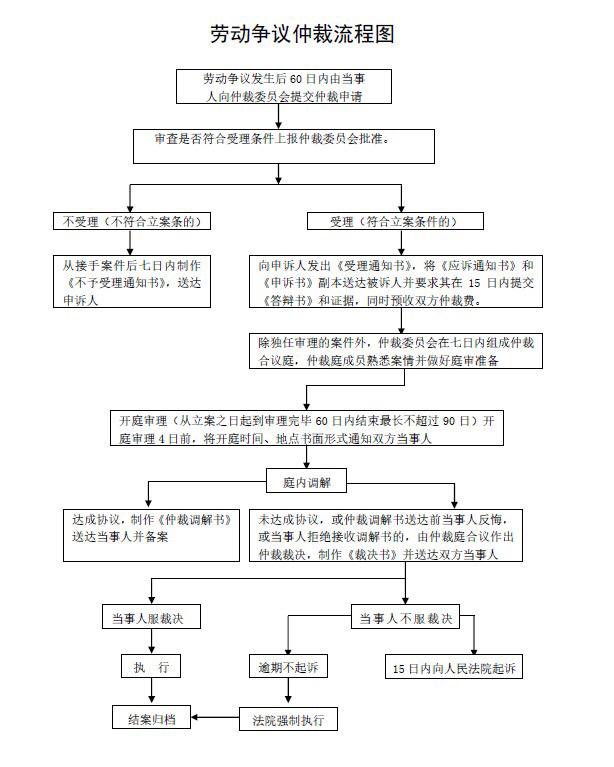 劳动争议仲裁流程图
劳动争议发生后 60 日内由当事
人向仲裁委员会提交仲裁申请
审查是否符合受理条件上报仲裁委员会批准。
不受理（不符合立案条的）
受理（符合立案条件的）
从接手案件后七日内制作
《不予受理通知书》，送达
申诉人
向申诉人发出《受理通知书》，将《应诉通知书》和
《申诉书》副本送达被诉人并要求其在 15 日内提交
《答辩书》和证据，同时预收双方仲裁费。
除独任审理的案件外，仲裁委员会在七日内组成仲裁
合议庭，仲裁庭成员熟悉案情并做好庭审准备
开庭审理（从立案之日起到审理完毕 60 日内结束最长不超过 90 日）开
庭审理 4 日前，将开庭时间、地点书面形式通知双方当事人
庭内调解
达成协议，制作《仲裁调解书》
送达当事人并备案
未达成协议，或仲裁调解书送达前当事人反悔，
或当事人拒绝接收调解书的，由仲裁庭合议作出
仲裁裁决，制作《裁决书》并送达双方当事人
当事人服裁决
当事人不服裁决
执 行
逾期不起诉
15 日内向人民法院起诉
结案归档
法院强制执行